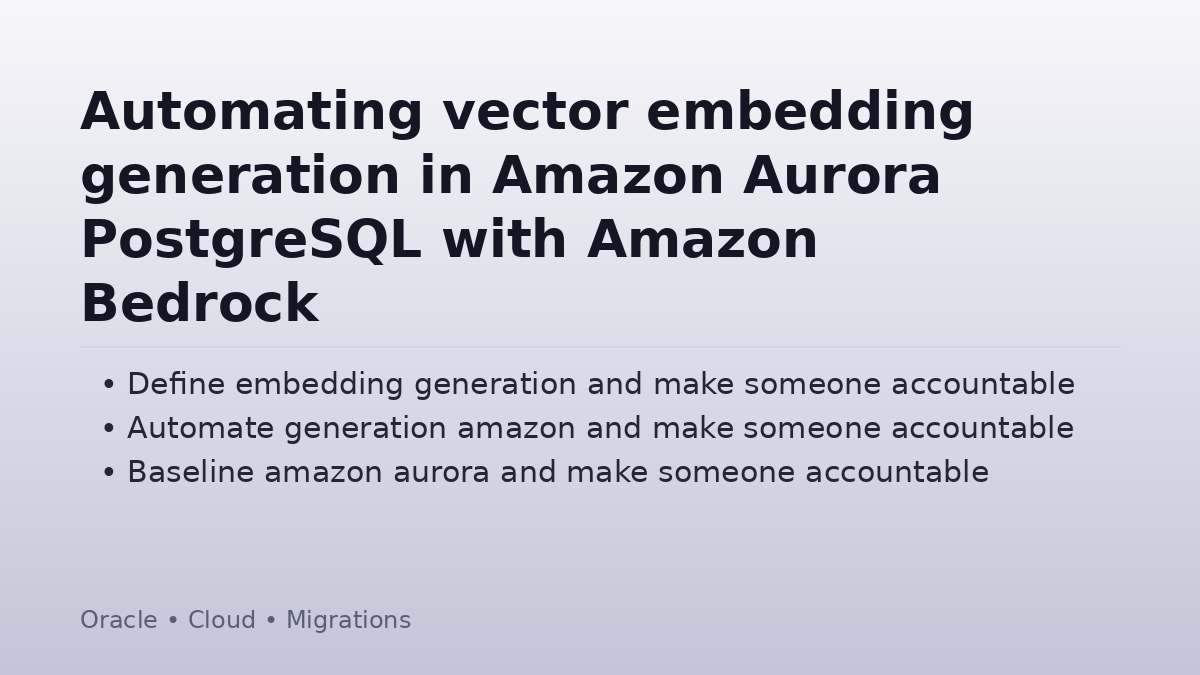 Automating vector embedding
generation in Amazon Aurora
PostgreSQL with Amazon
Bedrock
• Define embedding generation and make someone accountable
• Automate generation amazon and make someone accountable
• Baseline amazon aurora and make someone accountable
Oracle • Cloud • Migrations